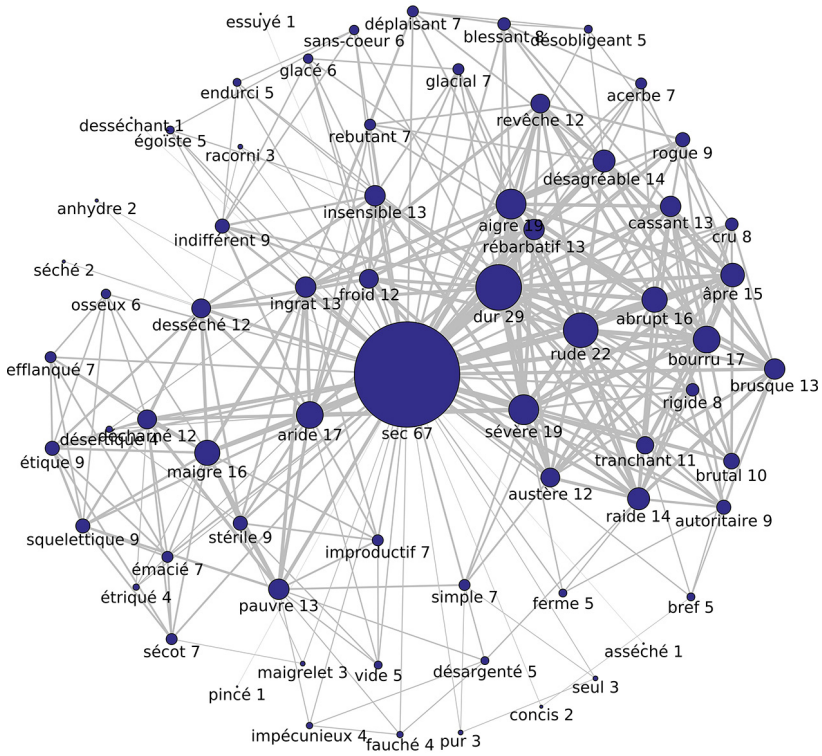 essuyé 1
déplaisant 7
sans-coeur 6
blessant 8
désobligeant 5
glacé 6
glacial 7
endurci 5
acerbe 7
revêche 12
desséchant 1
égoïste 5
rebutant 7
racorni 3
rogue 9
désagréable 14
anhydre 2
insensible 13
aigre 19
cassant 13
indifférent 9
rébarbatif 13
cru 8
séché 2
osseux 6
ingrat 13
froid 12
âpre 15
desséché 12
dur 29
abrupt 16
rude 22
bourru 17
efflanqué 7
brusque 13
rigide 8
désertique 4
décharné 12
aride 17
sec 67
sévère 19
étique 9
maigre 16
tranchant 11
brutal 10
austère 12
raide 14
autoritaire 9
squelettique 9
stérile 9
improductif 7
émacié 7
étriqué 4
pauvre 13
simple 7
ferme 5
bref 5
sécot 7
maigrelet 3
vide 5
désargenté 5
asséché 1
pincé 1
seul 3
concis 2
impécunieux 4
fauché 4
pur 3